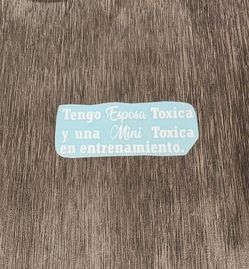 Tengo Esposa Toxica
y una Mini Toxica
en entrenamiento.